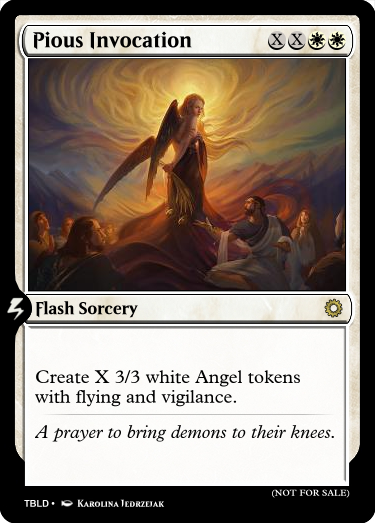 Pious Invocation XX
Flash Sorcery
Create X 3/3 white Angel tokens
with flying and vigilance.
A prayer to bring demons to their knees.
(NOT FOR SALE)
TBLD • Karolina Jedrzejak